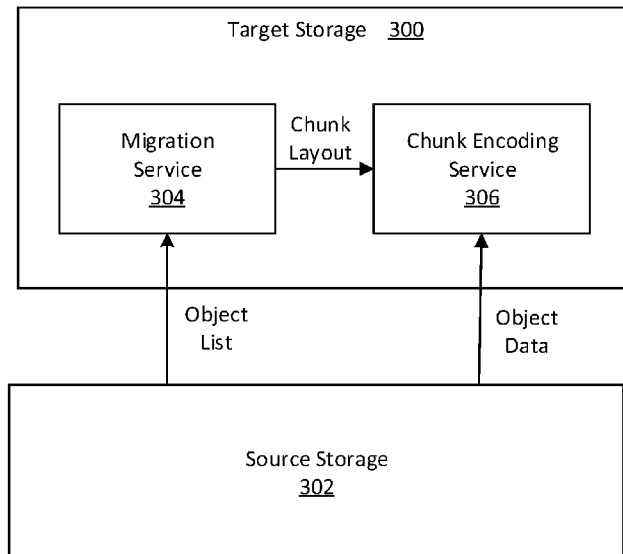 Target Storage 300
Migration
Service
304
Chunk
Layout
Chunk Encoding
Service
306
Object
List
Object
Data
Source Storage
302